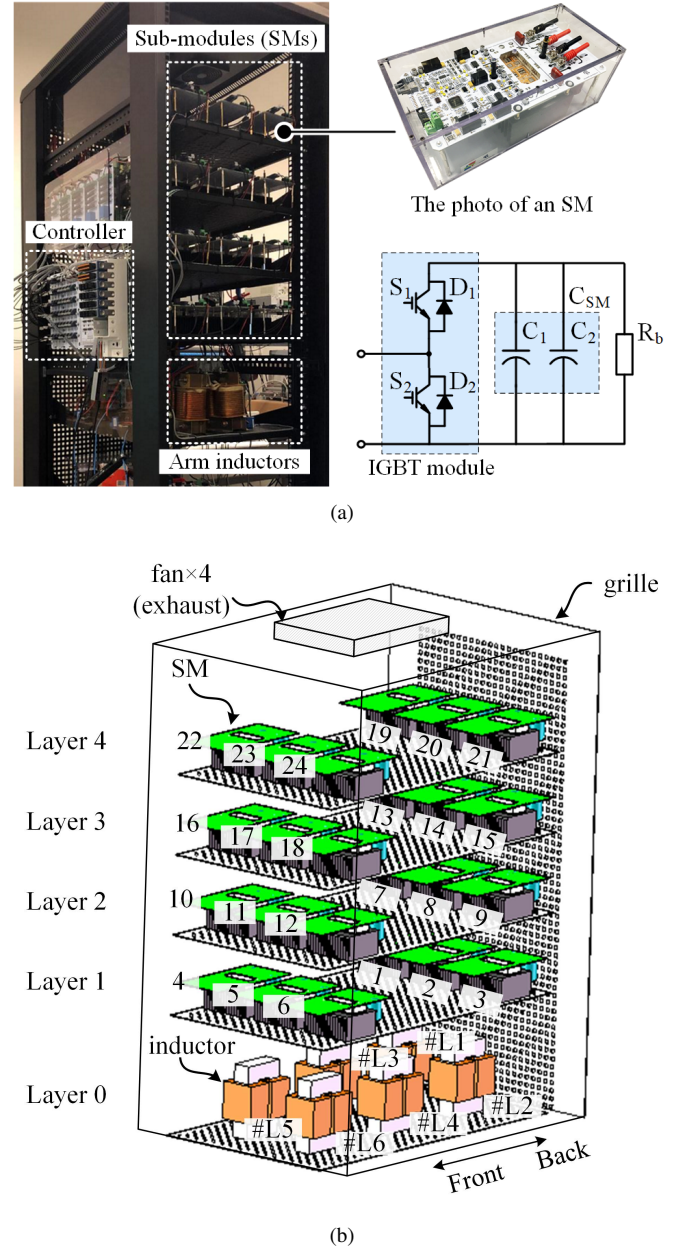 Sub-modules (SMs)
Controller
Arm inductors
The photo of an SM
S1
D1
S2
D2
CSM
C1
C2
Rb
IGBT module
(a)
fan×4
(exhaust)
grille
SM
Layer 4
22
23
24
19
20
21
Layer 3
16
17
18
13
14
15
Layer 2
10
11
12
7
8
9
Layer 1
4
5
6
1
2
3
inductor
Layer 0
#L3
#L1
#L5
#L6
#L4
#L2
Front
Back
(b)